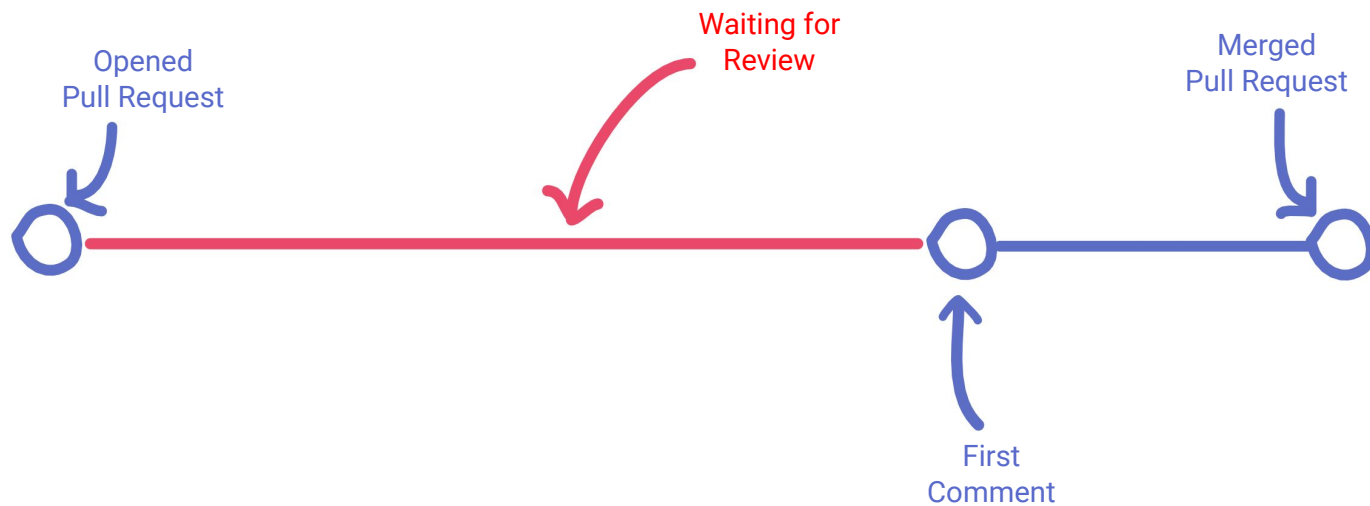 Opened
Pull Request
Waiting for
Review
Merged
Pull Request
First
Comment